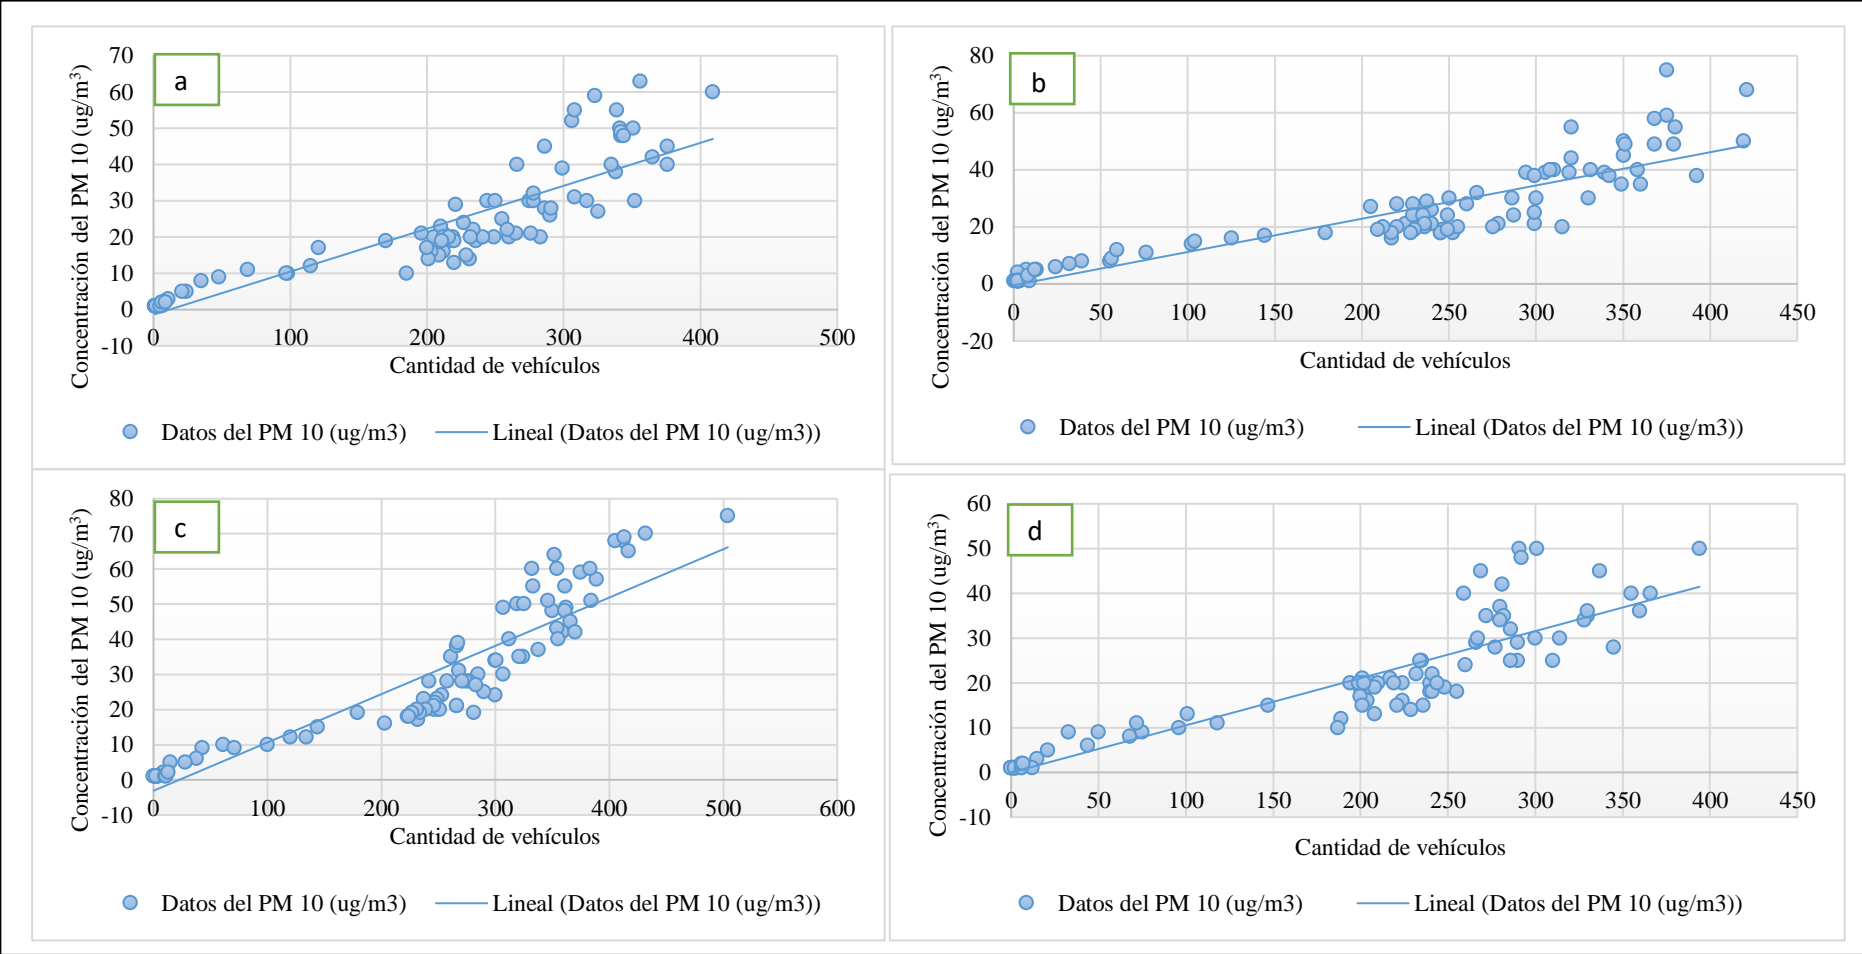 a
Concentración del PM 10 (ug/m³)
70
60
50
40
30
20
10
0
-10
0 100 200 300 400 500
Cantidad de vehículos
Datos del PM 10 (ug/m3) Lineal (Datos del PM 10 (ug/m3))
b
Concentración del PM 10 (ug/m³)
80
60
40
20
0
-20
0 50 100 150 200 250 300 350 400 450
Cantidad de vehículos
Datos del PM 10 (ug/m3) Lineal (Datos del PM 10 (ug/m3))
c
Concentración del PM 10 (ug/m³)
80
70
60
50
40
30
20
10
0
-10
0 100 200 300 400 500 600
Cantidad de vehículos
Datos del PM 10 (ug/m3) Lineal (Datos del PM 10 (ug/m3))
d
Concentración del PM 10 (ug/m³)
60
50
40
30
20
10
0
-10
0 50 100 150 200 250 300 350 400 450
Cantidad de vehículos
Datos del PM 10 (ug/m3) Lineal (Datos del PM 10 (ug/m3))